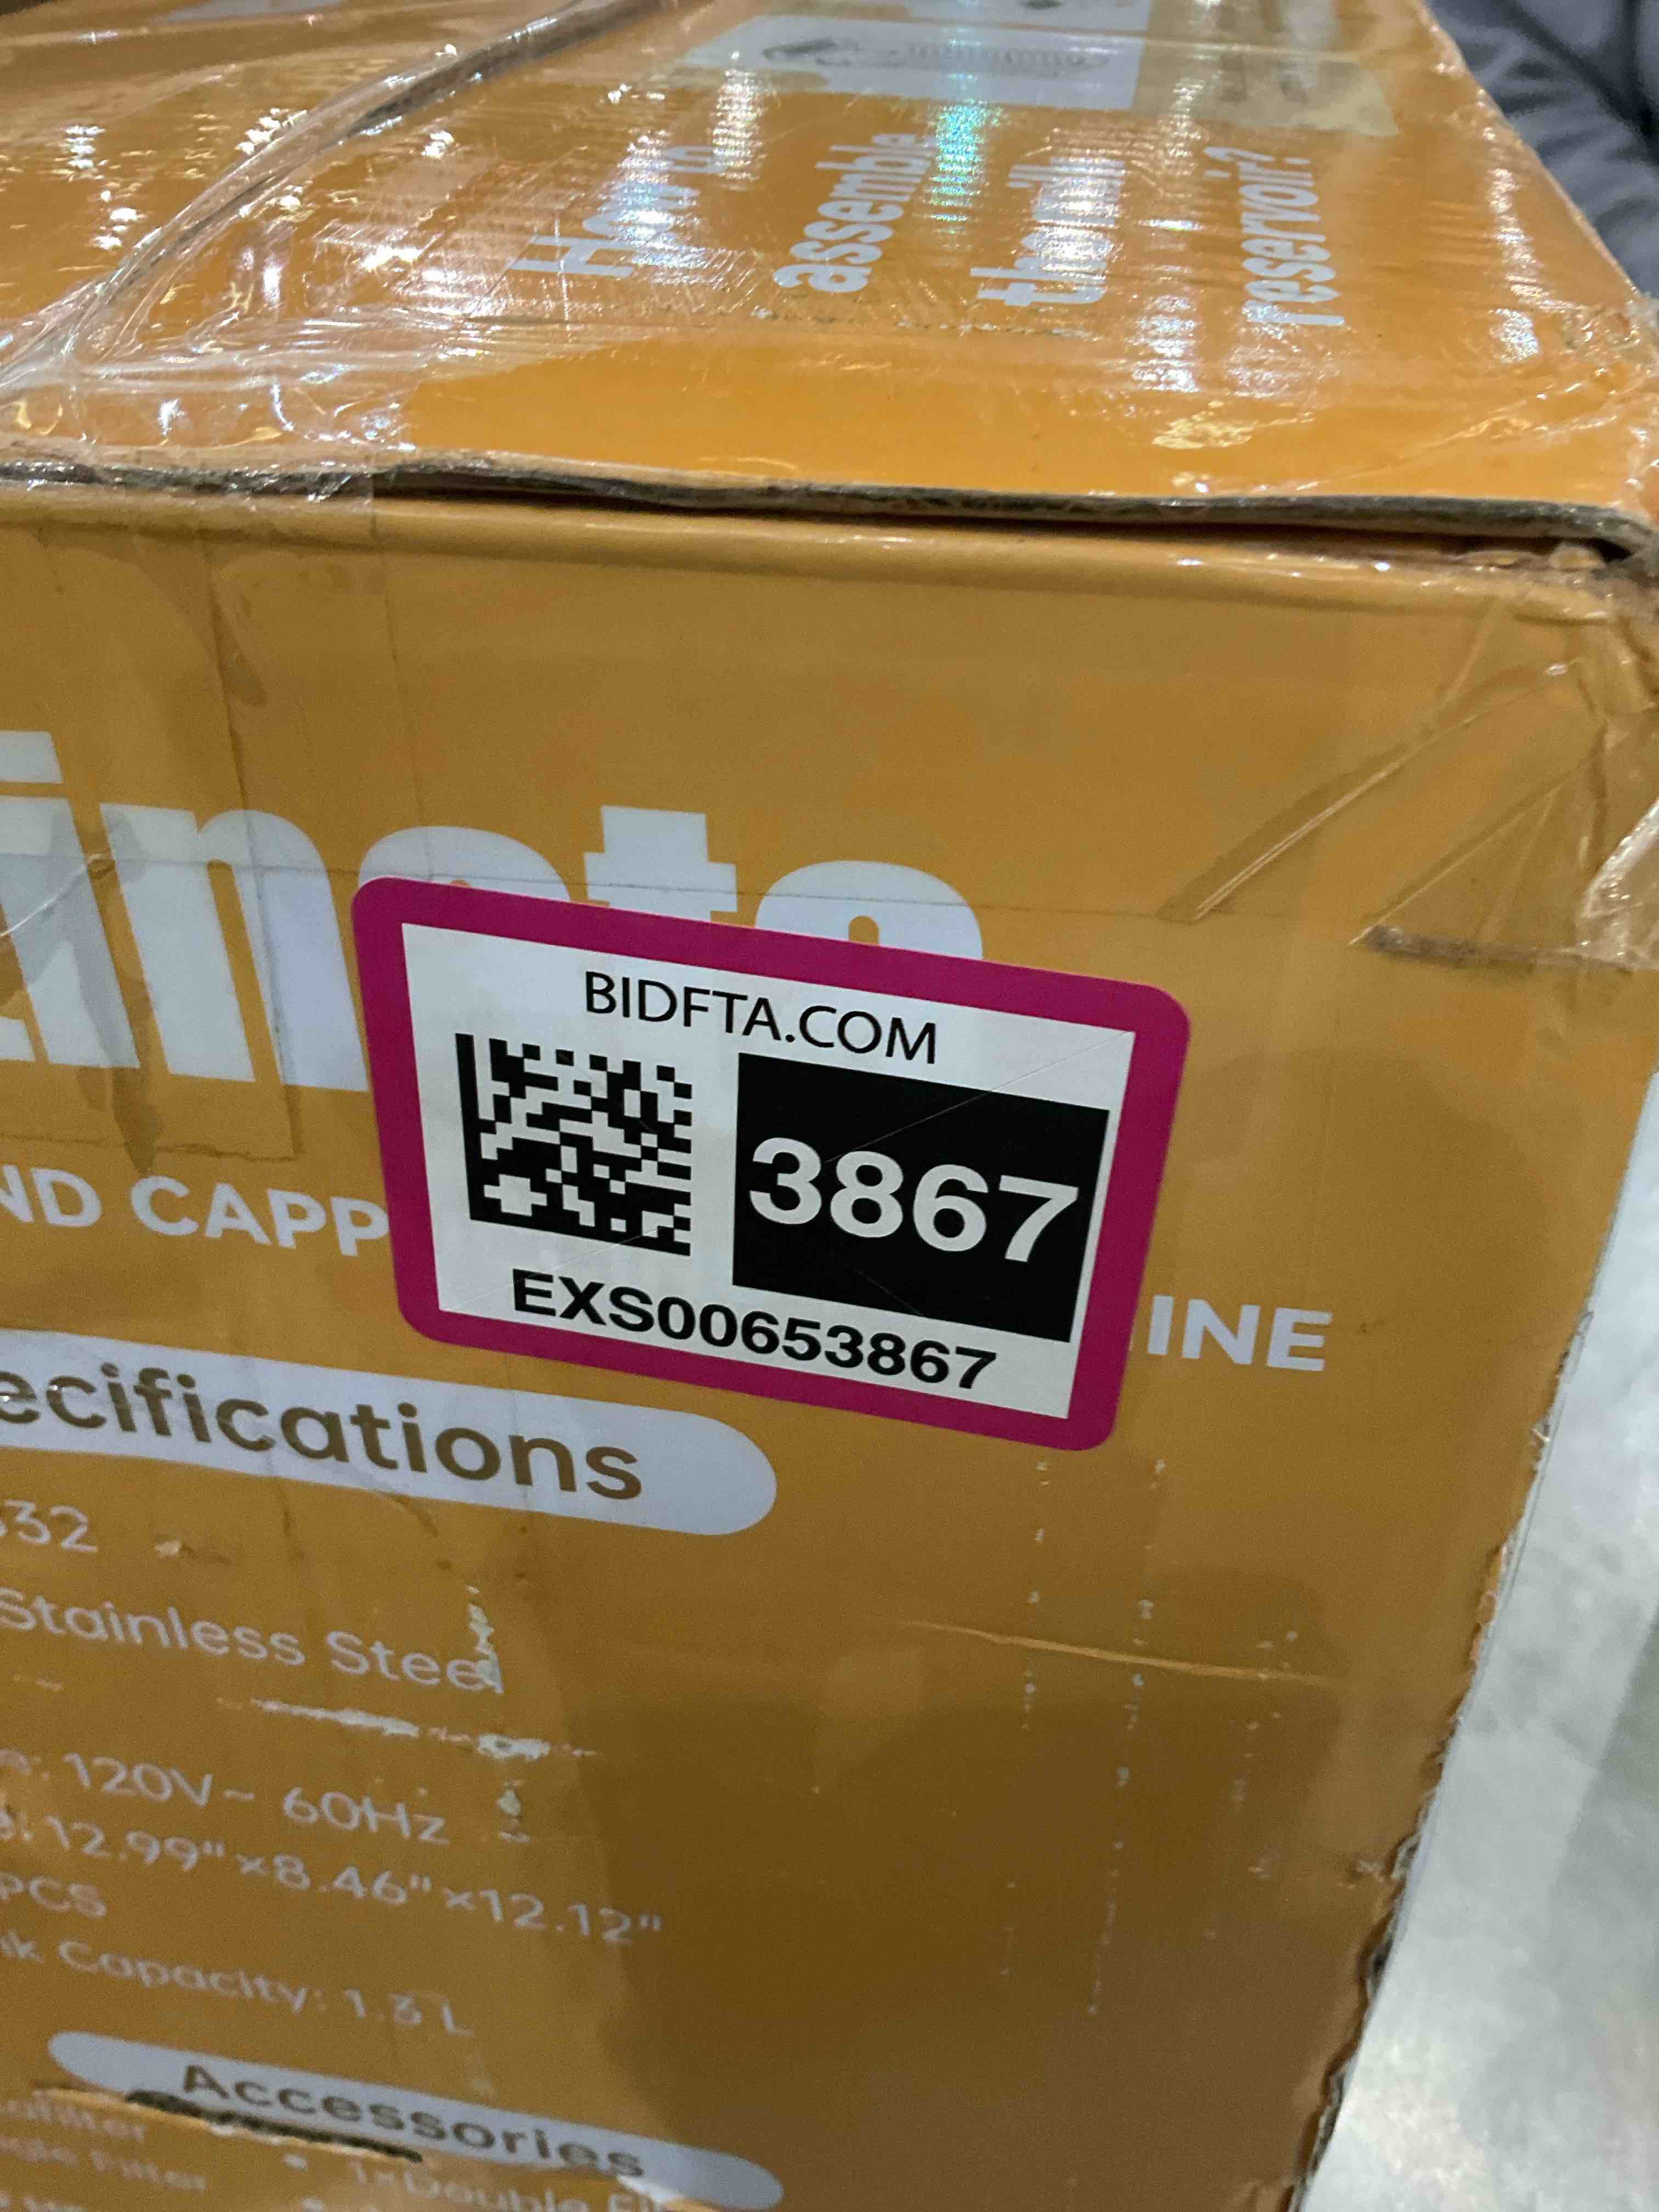 How to
assemble
the milk
reservoir?
BIDFTA.COM
3867
EXS00653867
ND CAPP
INE
ecifications
Stainless Steel
120V~ 60Hz
12.99"×8.46"×12.12"
PCS
Capacity: 1.3 L
Accessories